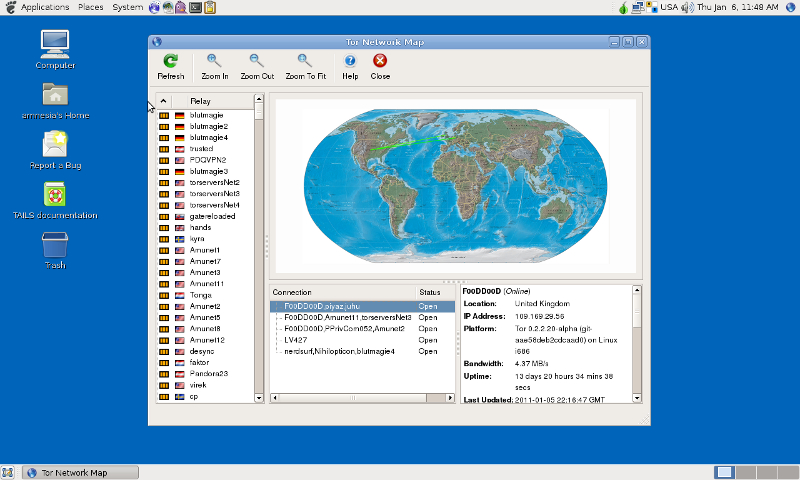 Applications Places System USA Thu Jan 6, 11:48 AM
Computer
amnesia's Home
Report a Bug
TAILS documentation
Trash
Tor Network Map
Refresh Zoom In Zoom Out Zoom To Fit Help Close
Relay
blutmagie
blutmagie2
blutmagie4
trusted
PDQVPN2
blutmagie3
torserversNet2
torserversNet3
torserversNet4
gatereloaded
hands
kyra
Amunet1
Amunet7
Amunet3
Amunet11
Tonga
Amunet2
Amunet5
Amunet8
Amunet12
desync
faktor
Pandora23
virek
cp
Connection Status
F00DD00D,piyaz,juhu Open
F00DD00D,Amunet11,torserversNet3 Open
F00DD00D,PPrivCom052,Amunet2 Open
LV427 Open
nerdsurf,Nihilopticon,blutmagie4 Open
F00DD00D (Online)
Location: United Kingdom
IP Address: 109.169.29.56
Platform: Tor 0.2.2.20-alpha (git-
aae58deb2cdcaad0) on Linux
i686
Bandwidth: 4.37 MB/s
Uptime: 13 days 20 hours 34 mins 38
secs
Last Updated: 2011-01-05 22:16:47 GMT
Tor Network Map